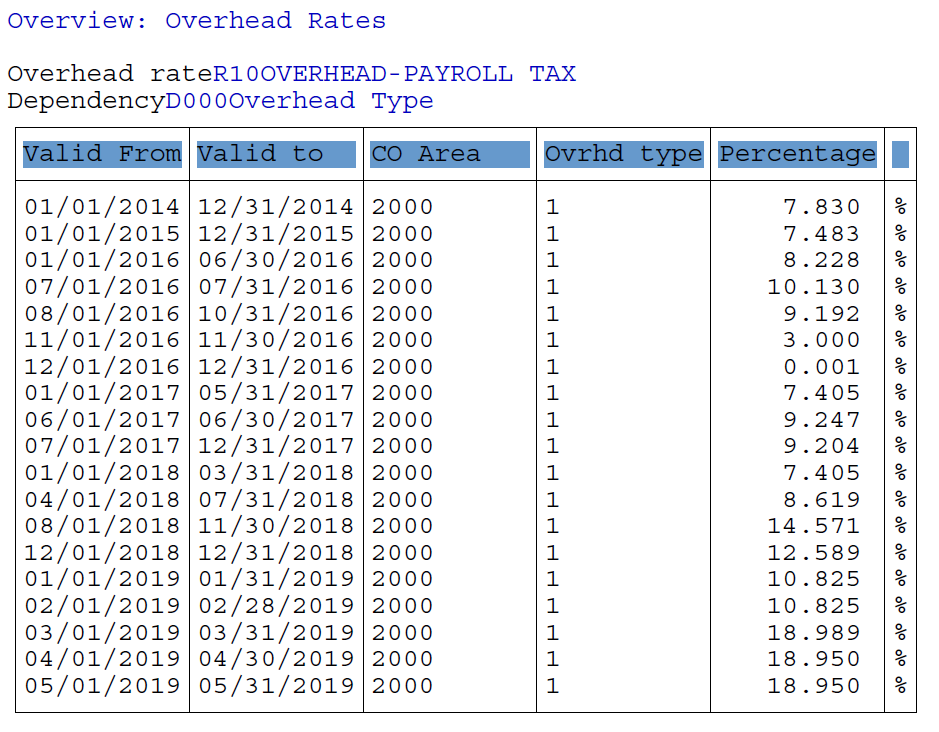 Overview: Overhead Rates
Overhead rateR10OVERHEAD-PAYROLL TAX
DependencyD000Overhead Type
Valid From Valid to CO Area Ovrhd type Percentage
01/01/2014 12/31/2014 2000 1 7.830 %
01/01/2015 12/31/2015 2000 1 7.483 %
01/01/2016 06/30/2016 2000 1 8.228 %
07/01/2016 07/31/2016 2000 1 10.130 %
08/01/2016 10/31/2016 2000 1 9.192 %
11/01/2016 11/30/2016 2000 1 3.000 %
12/01/2016 12/31/2016 2000 1 0.001 %
01/01/2017 05/31/2017 2000 1 7.405 %
06/01/2017 06/30/2017 2000 1 9.247 %
07/01/2017 12/31/2017 2000 1 9.204 %
01/01/2018 03/31/2018 2000 1 7.405 %
04/01/2018 07/31/2018 2000 1 8.619 %
08/01/2018 11/30/2018 2000 1 14.571 %
12/01/2018 12/31/2018 2000 1 12.589 %
01/01/2019 01/31/2019 2000 1 10.825 %
02/01/2019 02/28/2019 2000 1 10.825 %
03/01/2019 03/31/2019 2000 1 18.989 %
04/01/2019 04/30/2019 2000 1 18.950 %
05/01/2019 05/31/2019 2000 1 18.950 %